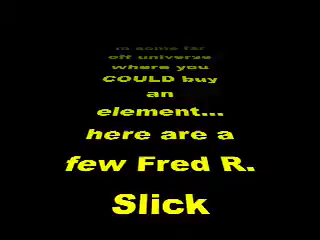 in some far
off universe
where you
COULD buy
an
element...
here are a
few Fred R.
Slick